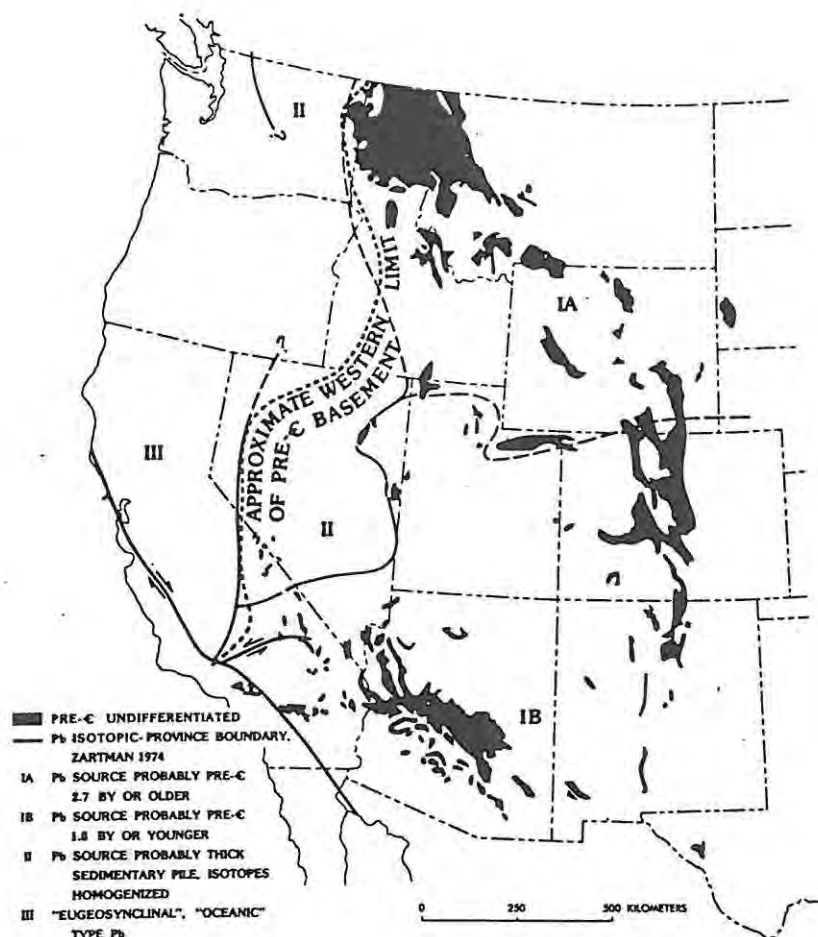 II
IA
APPROXIMATE WESTERN LIMIT
OF PRE-Є BASEMENT
III
II
IB
PRE-Є UNDIFFERENTIATED
Pb ISOTOPIC-PROVINCE BOUNDARY,
ZARTMAN 1974
IA Pb SOURCE PROBABLY PRE-Є
2.7 BY OR OLDER
IB Pb SOURCE PROBABLY PRE-Є
1.8 BY OR YOUNGER
II Pb SOURCE PROBABLY THICK
SEDIMENTARY PILE, ISOTOPES
HOMOGENIZED
III "EUGEOSYNCLINAL", "OCEANIC"
TYPE Pb
0 250 500 KILOMETERS